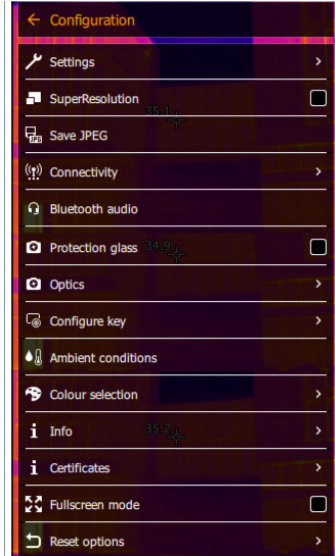 Configuration
Settings
SuperResolution
35.1
Save JPEG
Connectivity
Bluetooth audio
Protection glass 34.9
Optics
Configure key
Ambient conditions
Colour selection
Info 35.2
Certificates
Fullscreen mode
Reset options